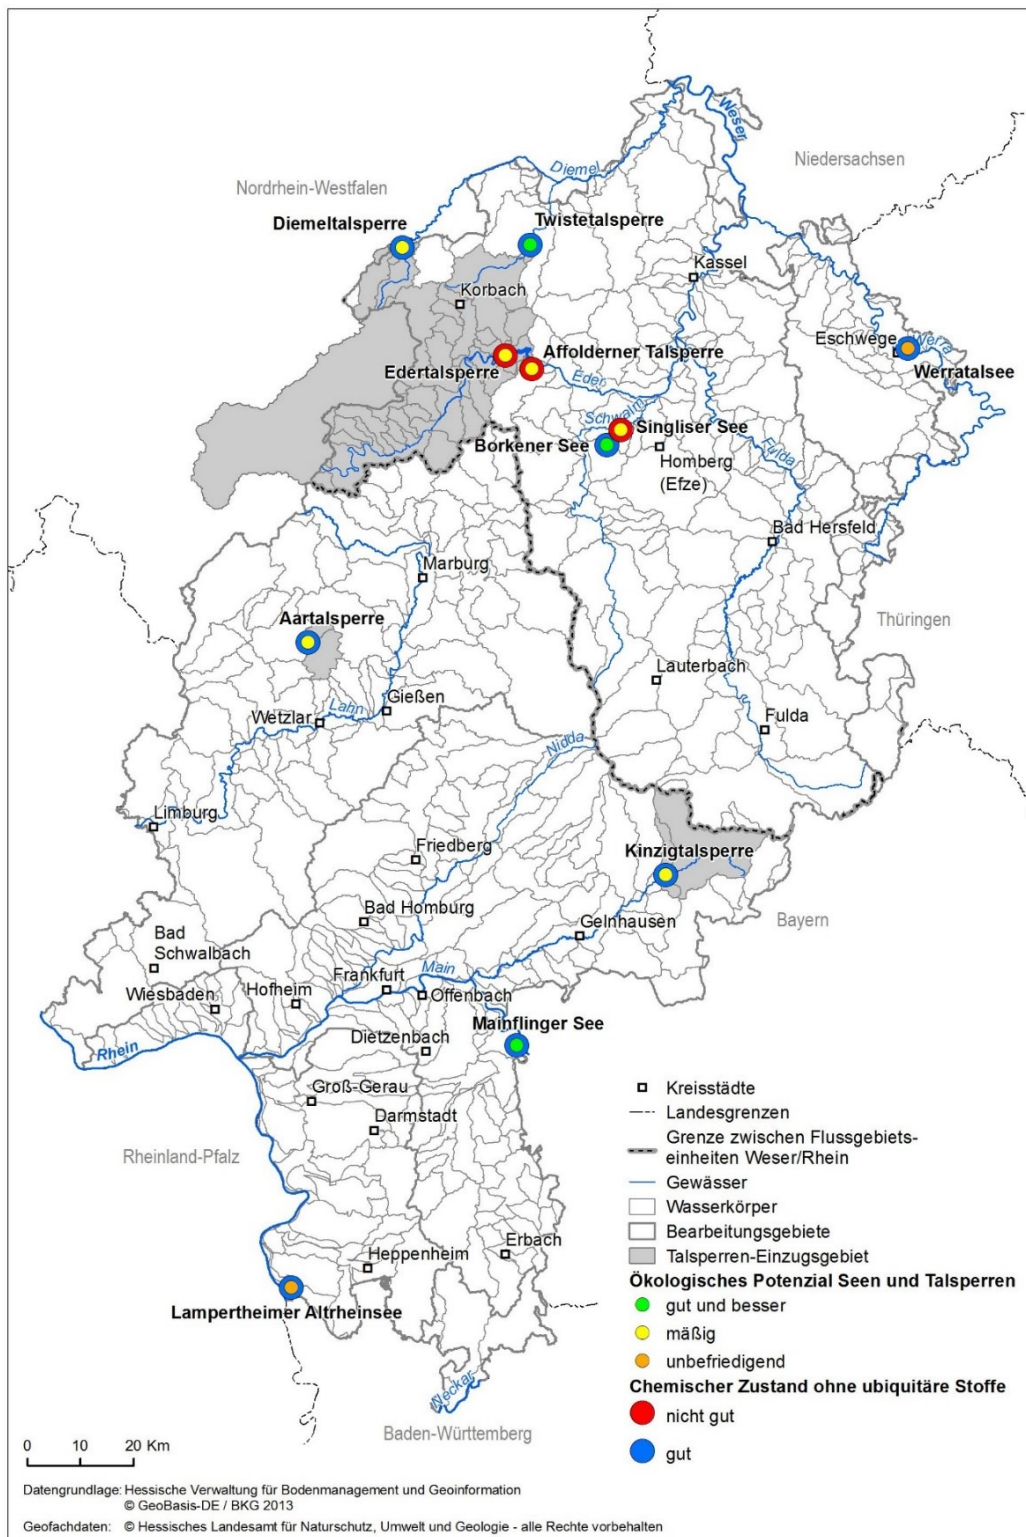 Weser
Niedersachsen
Diemel
Nordrhein-Westfalen
Diemeltalsperre
Twistetalsperre
Kassel
Korbach
Eschwege
Werra
Affolderner Talsperre
Edertalsperre
Werratalsee
Eder
Schwalm
Singliser See
Borkener See
Fulda
Homberg
(Efze)
Bad Hersfeld
Marburg
Thüringen
Aartalsperre
Lauterbach
Gießen
Lahn
Wetzlar
Fulda
Nidda
Limburg
Friedberg
Kinzigtalsperre
Bad Homburg
Gelnhausen
Bayern
Bad
Schwalbach
Frankfurt
Main
Wiesbaden
Hofheim
Offenbach
Mainflinger See
Rhein
Dietzenbach
Groß-Gerau
Darmstadt
Rheinland-Pfalz
Heppenheim
Erbach
Lampertheimer Altrheinsee
Neckar
Baden-Württemberg
Kreisstädte
Landesgrenzen
Grenze zwischen Flussgebiets-
einheiten Weser/Rhein
Gewässer
Wasserkörper
Bearbeitungsgebiete
Talsperren-Einzugsgebiet
Ökologisches Potenzial Seen und Talsperren
gut und besser
mäßig
unbefriedigend
Chemischer Zustand ohne ubiquitäre Stoffe
nicht gut
gut
0 10 20 Km
Datengrundlage: Hessische Verwaltung für Bodenmanagement und Geoinformation
© GeoBasis-DE / BKG 2013
Geofachdaten: © Hessisches Landesamt für Naturschutz, Umwelt und Geologie - alle Rechte vorbehalten